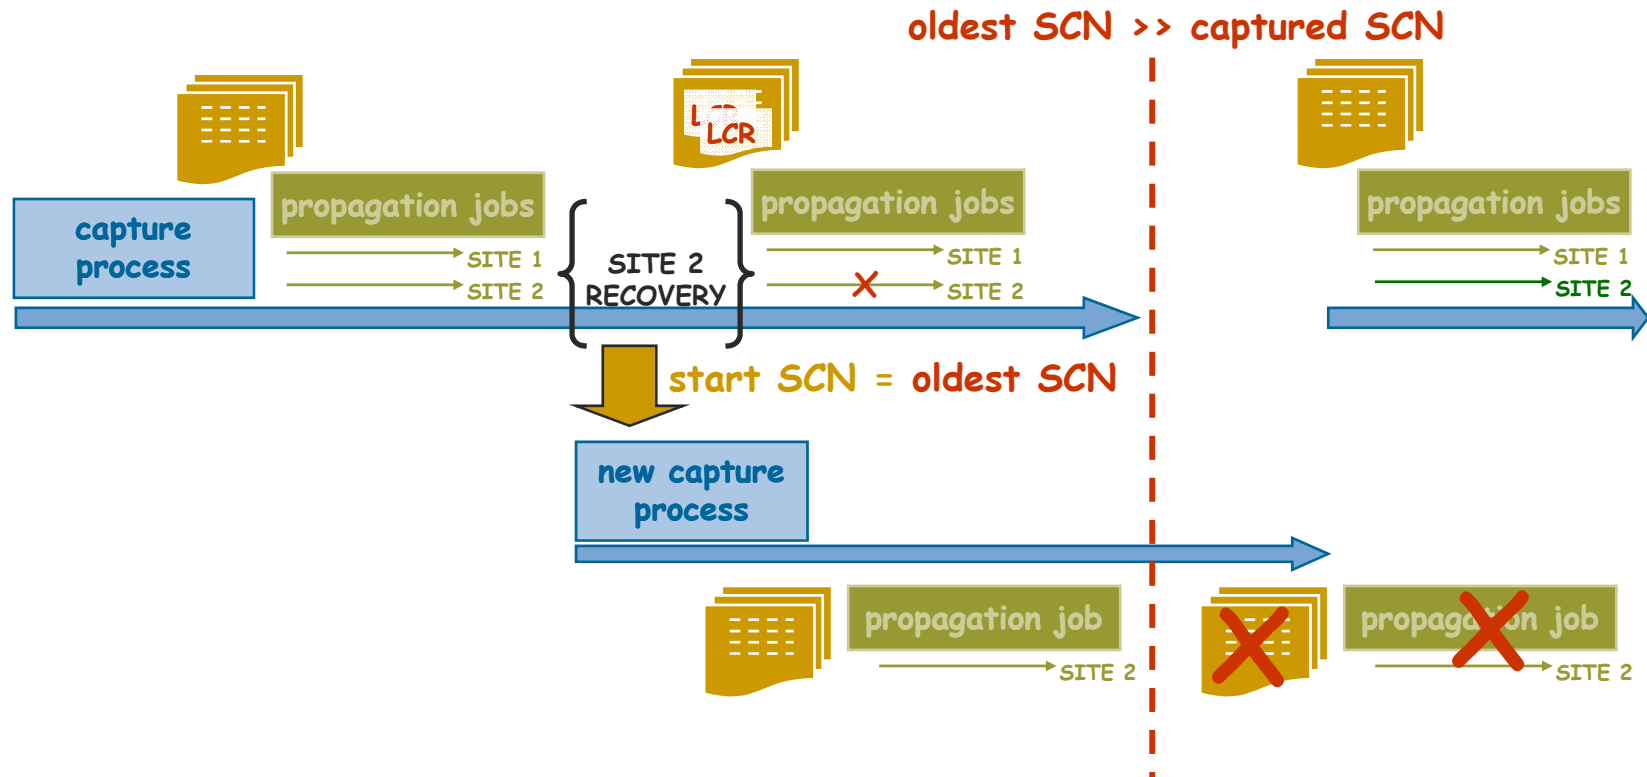 oldest SCN >> captured SCN
LCR
LCR
capture
process
propagation jobs
SITE 1
SITE 2
SITE 2
RECOVERY
propagation jobs
SITE 1
SITE 2
propagation jobs
SITE 1
SITE 2
start SCN = oldest SCN
new capture
process
propagation job
SITE 2
propagation job
SITE 2